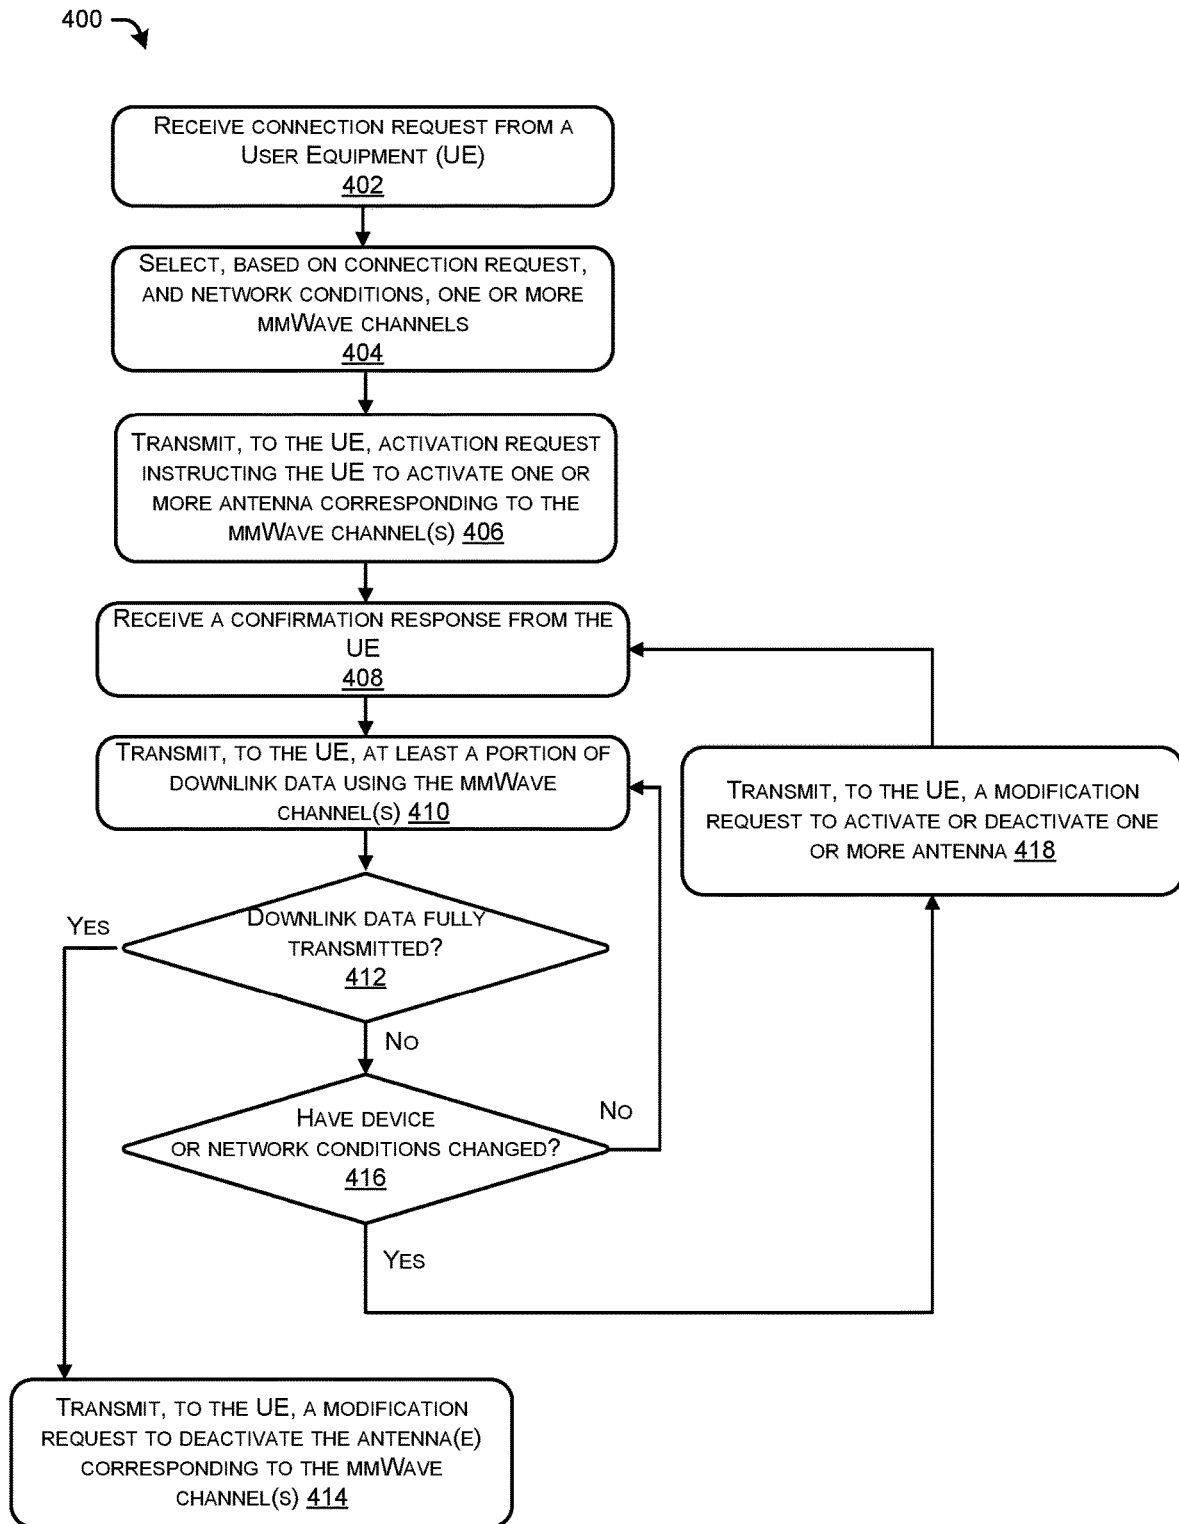 400
RECEIVE CONNECTION REQUEST FROM A
USER EQUIPMENT (UE)
402
SELECT, BASED ON CONNECTION REQUEST,
AND NETWORK CONDITIONS, ONE OR MORE
MMWAVE CHANNELS
404
TRANSMIT, TO THE UE, ACTIVATION REQUEST
INSTRUCTING THE UE TO ACTIVATE ONE OR
MORE ANTENNA CORRESPONDING TO THE
MMWAVE CHANNEL(S) 406
RECEIVE A CONFIRMATION RESPONSE FROM THE
UE
408
TRANSMIT, TO THE UE, AT LEAST A PORTION OF
DOWNLINK DATA USING THE MMWAVE
CHANNEL(S) 410
TRANSMIT, TO THE UE, A MODIFICATION
REQUEST TO ACTIVATE OR DEACTIVATE ONE
OR MORE ANTENNA 418
YES
DOWNLINK DATA FULLY
TRANSMITTED?
412
NO
HAVE DEVICE
OR NETWORK CONDITIONS CHANGED?
416
NO
YES
TRANSMIT, TO THE UE, A MODIFICATION
REQUEST TO DEACTIVATE THE ANTENNA(E)
CORRESPONDING TO THE MMWAVE
CHANNEL(S) 414